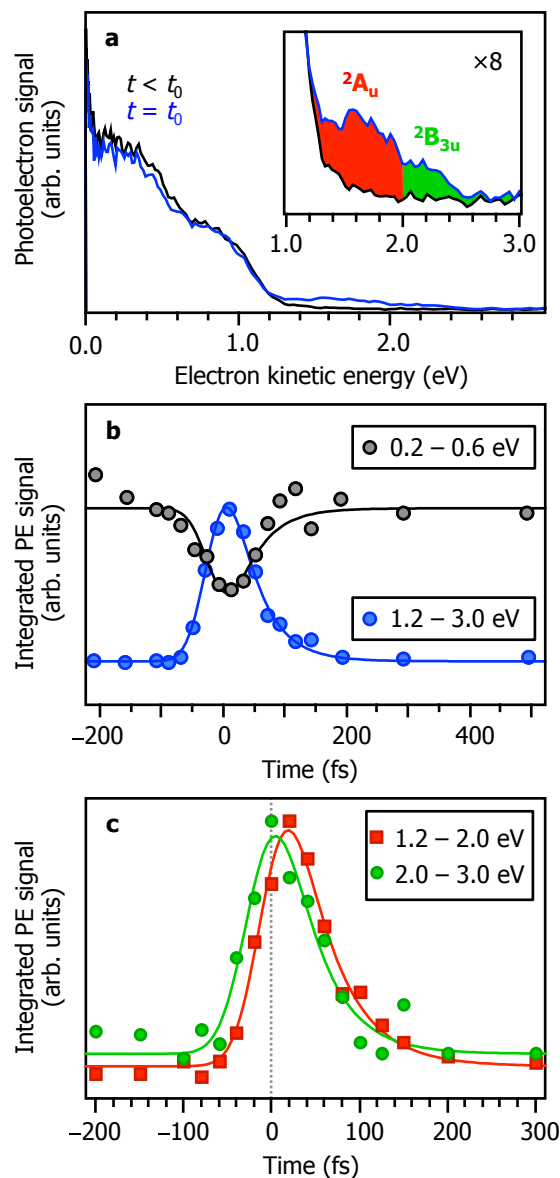 a
t < t₀
t = t₀
×8
²Aᵤ
²B₃ᵤ
1.0 2.0 3.0
Photoelectron signal
(arb. units)
0.0 1.0 2.0
Electron kinetic energy (eV)
b
0.2 – 0.6 eV
1.2 – 3.0 eV
Integrated PE signal
(arb. units)
−200 0 200 400
Time (fs)
c
1.2 – 2.0 eV
2.0 – 3.0 eV
Integrated PE signal
(arb. units)
−200 −100 0 100 200 300
Time (fs)